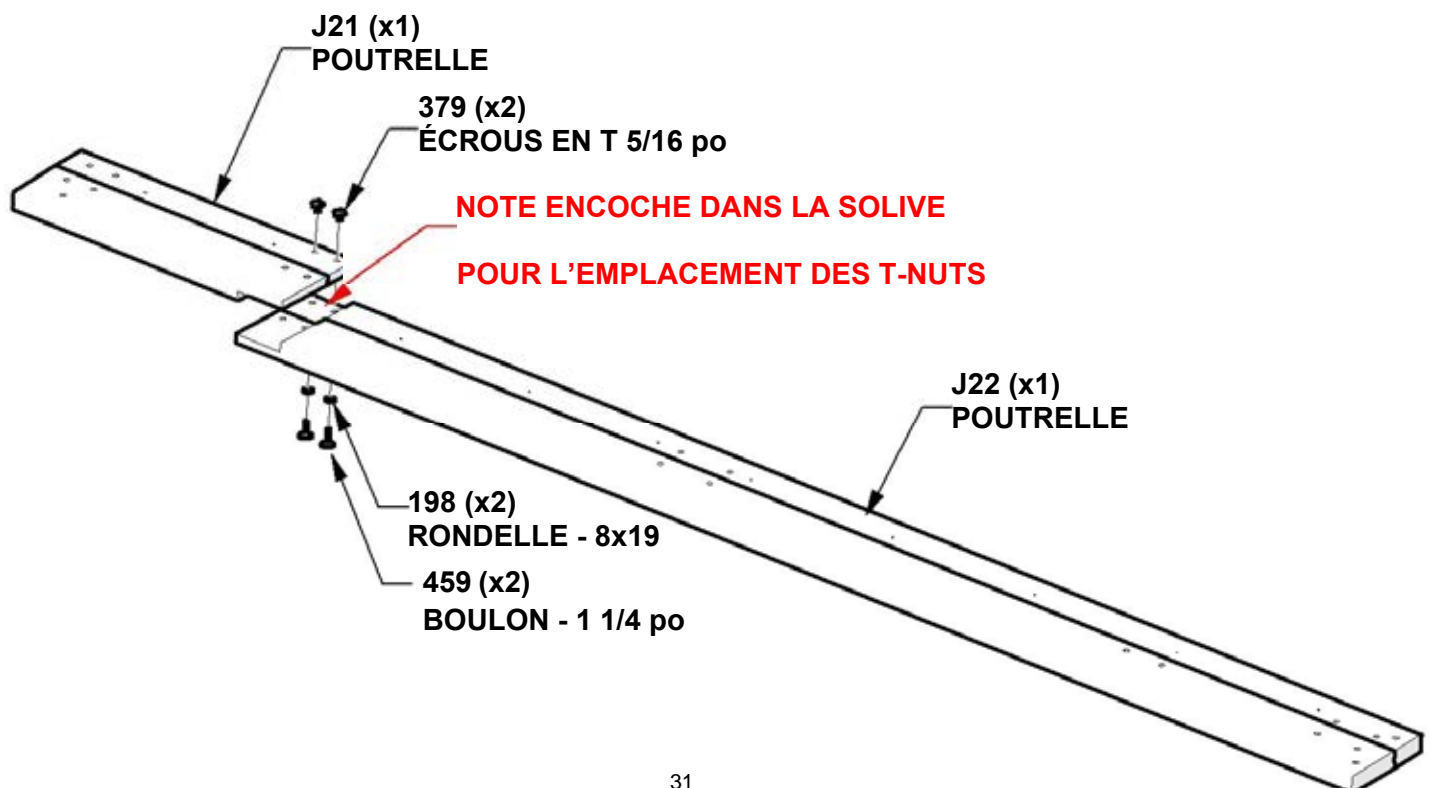 J21 (x1)
POUTRELLE
379 (x2)
ÉCROUS EN T 5/16 po
NOTE ENCOCHE DANS LA SOLIVE
POUR L’EMPLACEMENT DES T-NUTS
J22 (x1)
POUTRELLE
198 (x2)
RONDELLE - 8x19
459 (x2)
BOULON - 1 1/4 po
31